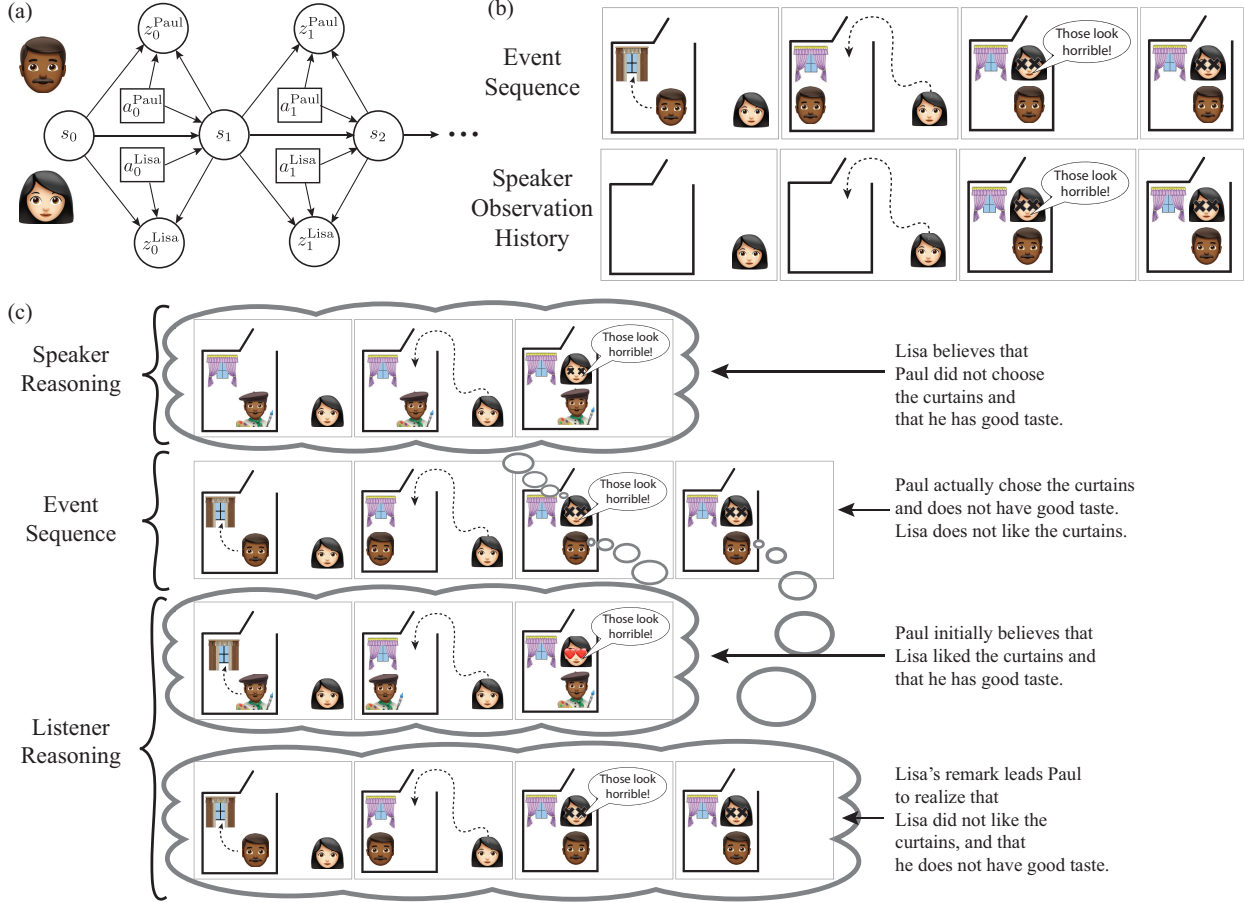 (a)
z_0^Paul
z_1^Paul
a_0^Paul
a_1^Paul
s_0
s_1
s_2
...
a_0^Lisa
a_1^Lisa
z_0^Lisa
z_1^Lisa
(b)
Event
Sequence
Those look
horrible!
Speaker
Observation
History
Those look
horrible!
(c)
Speaker
Reasoning
Those look
horrible!
Lisa believes that
Paul did not choose
the curtains and
that he has good taste.
Event
Sequence
Those look
horrible!
Paul actually chose the curtains
and does not have good taste.
Lisa does not like the curtains.
Listener
Reasoning
Those look
horrible!
Paul initially believes that
Lisa liked the curtains and
that he has good taste.
Those look
horrible!
Lisa's remark leads Paul
to realize that
Lisa did not like the
curtains, and that
he does not have good taste.